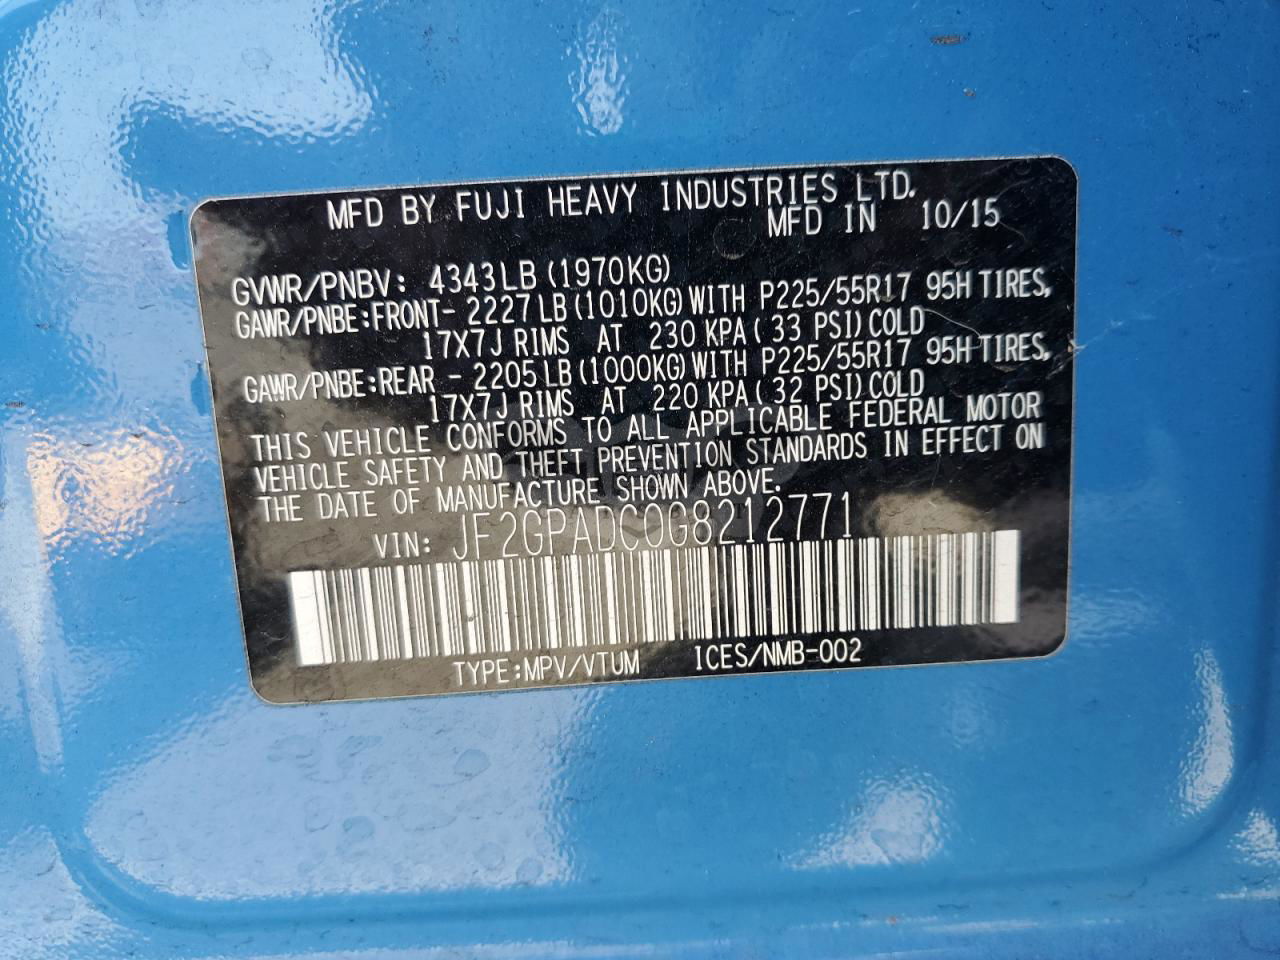 MFD BY FUJI HEAVY INDUSTRIES LTD.
MFD IN 10/15
GVWR/PNBV: 4343LB (1970KG)
GAWR/PNBE:FRONT- 2227LB (1010KG) WITH P225/55R17 95H TIRES,
17X7J RIMS AT 230 KPA( 33 PSI) COLD
GAWR/PNBE:REAR - 2205LB (1000KG) WITH P225/55R17 95H TIRES,
17X7J RIMS AT 220 KPA( 32 PSI) COLD
THIS VEHICLE CONFORMS TO ALL APPLICABLE FEDERAL MOTOR
VEHICLE SAFETY AND THEFT PREVENTION STANDARDS IN EFFECT ON
THE DATE OF MANUFACTURE SHOWN ABOVE.
VIN: JF2GPADC0G8212771
TYPE:MPV/VTUM ICES/NMB-002